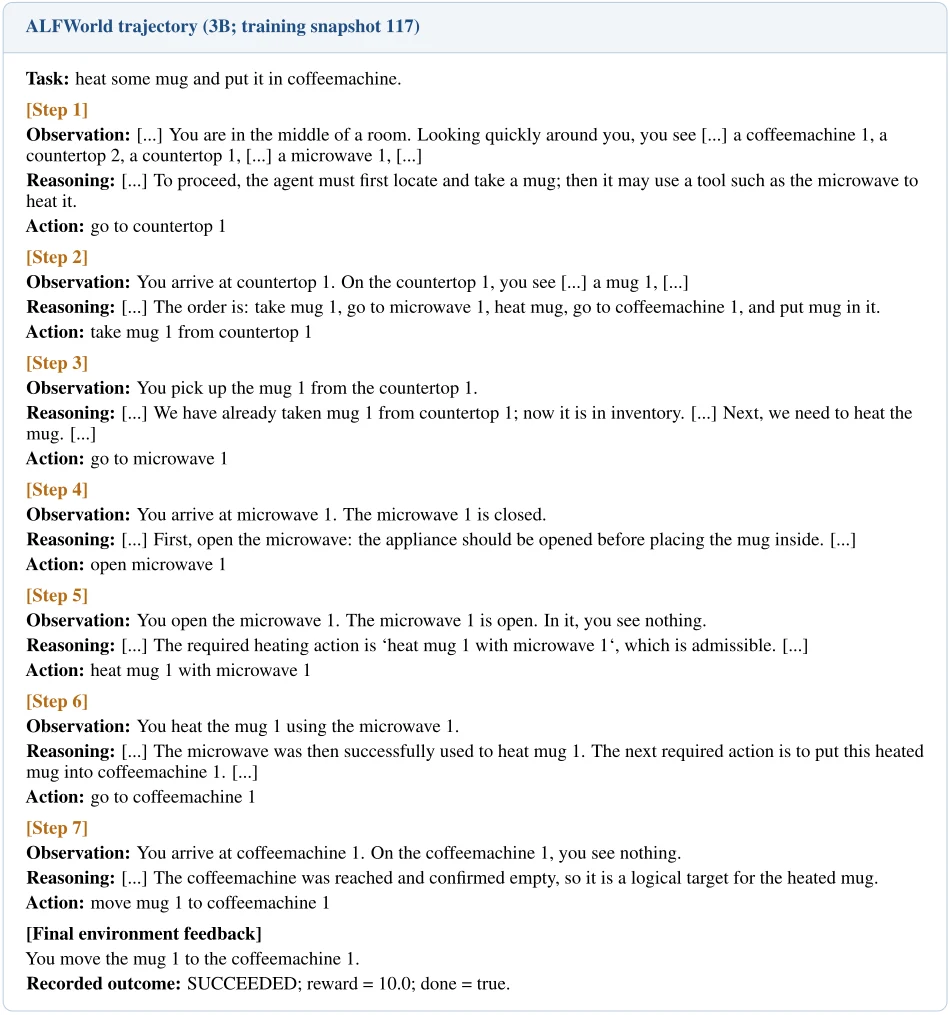 ALFWorld trajectory (3B; training snapshot 117)
Task: heat some mug and put it in coffeemachine.
[Step 1]
Observation: [...] You are in the middle of a room. Looking quickly around you, you see [...] a coffeemachine 1, a
countertop 2, a countertop 1, [...] a microwave 1, [...]
Reasoning: [...] To proceed, the agent must first locate and take a mug; then it may use a tool such as the microwave to
heat it.
Action: go to countertop 1
[Step 2]
Observation: You arrive at countertop 1. On the countertop 1, you see [...] a mug 1, [...]
Reasoning: [...] The order is: take mug 1, go to microwave 1, heat mug, go to coffeemachine 1, and put mug in it.
Action: take mug 1 from countertop 1
[Step 3]
Observation: You pick up the mug 1 from the countertop 1.
Reasoning: [...] We have already taken mug 1 from countertop 1; now it is in inventory. [...] Next, we need to heat the
mug. [...]
Action: go to microwave 1
[Step 4]
Observation: You arrive at microwave 1. The microwave 1 is closed.
Reasoning: [...] First, open the microwave: the appliance should be opened before placing the mug inside. [...]
Action: open microwave 1
[Step 5]
Observation: You open the microwave 1. The microwave 1 is open. In it, you see nothing.
Reasoning: [...] The required heating action is ‘heat mug 1 with microwave 1‘, which is admissible. [...]
Action: heat mug 1 with microwave 1
[Step 6]
Observation: You heat the mug 1 using the microwave 1.
Reasoning: [...] The microwave was then successfully used to heat mug 1. The next required action is to put this heated
mug into coffeemachine 1. [...]
Action: go to coffeemachine 1
[Step 7]
Observation: You arrive at coffeemachine 1. On the coffeemachine 1, you see nothing.
Reasoning: [...] The coffeemachine was reached and confirmed empty, so it is a logical target for the heated mug.
Action: move mug 1 to coffeemachine 1
[Final environment feedback]
You move the mug 1 to the coffeemachine 1.
Recorded outcome: SUCCEEDED; reward = 10.0; done = true.